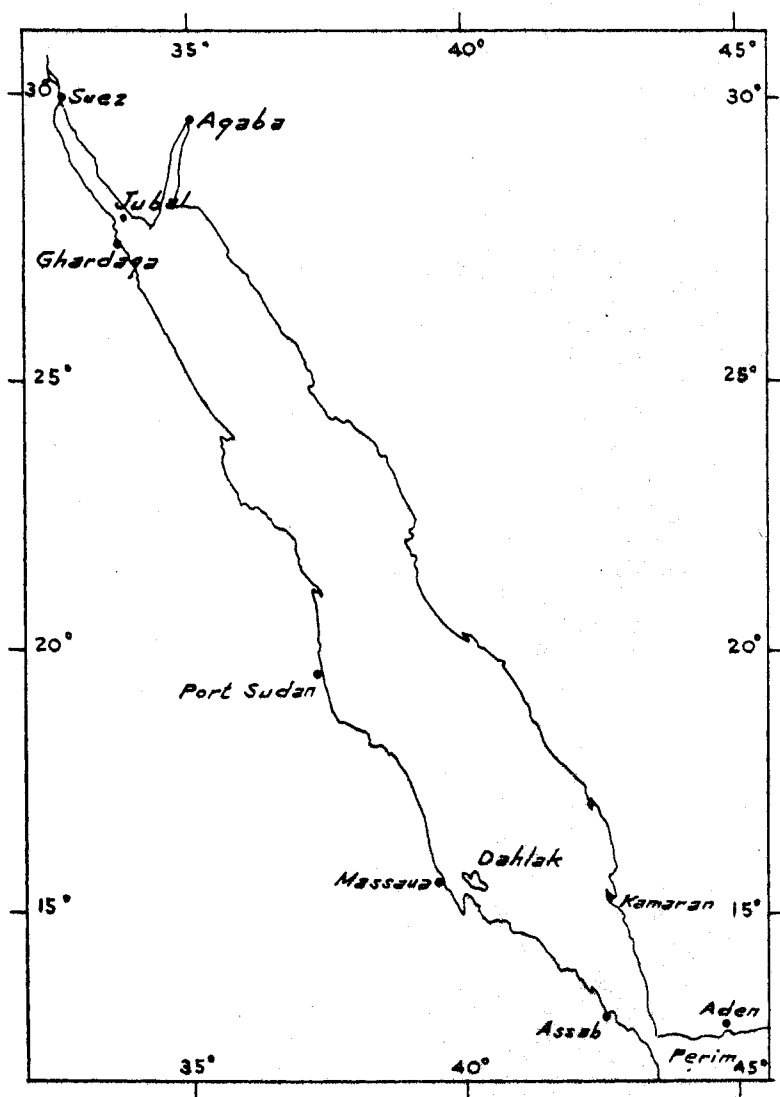 35°
40°
45°
30°
Suez
Aqaba
30°
Jubal
Ghardaqa
25°
25°
20°
20°
Port Sudan
Dahlak
Massaua
Kamaran
15°
15°
Aden
Assab
Perim
35°
40°
45°